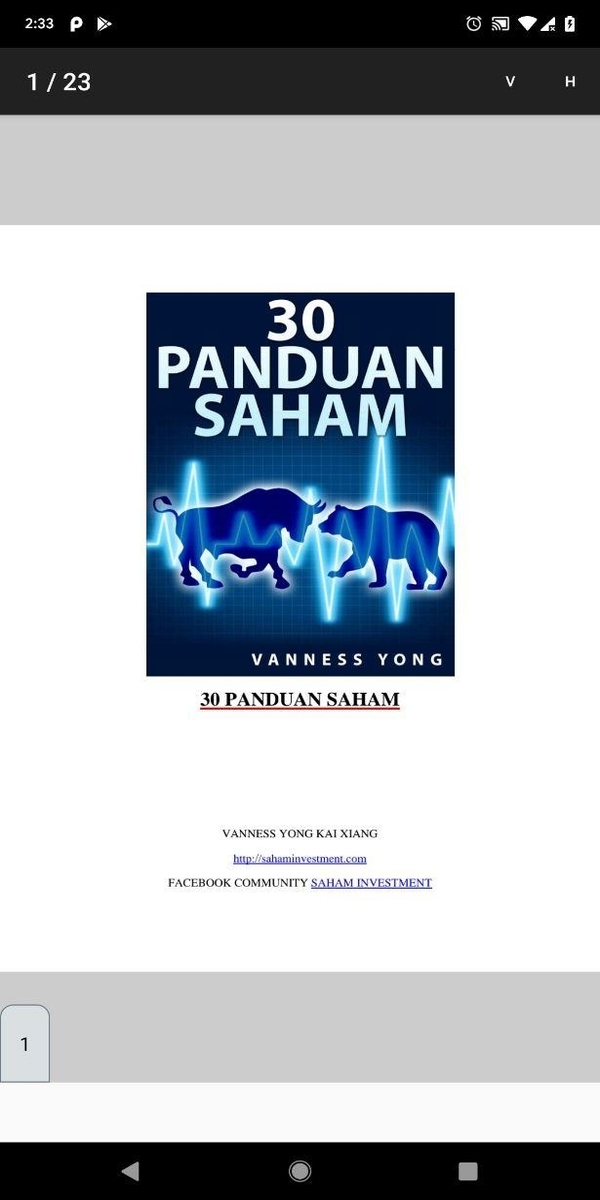 2:33
1 / 23
V H
30
PANDUAN
SAHAM
VANNESS YONG
30 PANDUAN SAHAM
VANNESS YONG KAI XIANG
http://sahaminvestment.com
FACEBOOK COMMUNITY SAHAM INVESTMENT
1